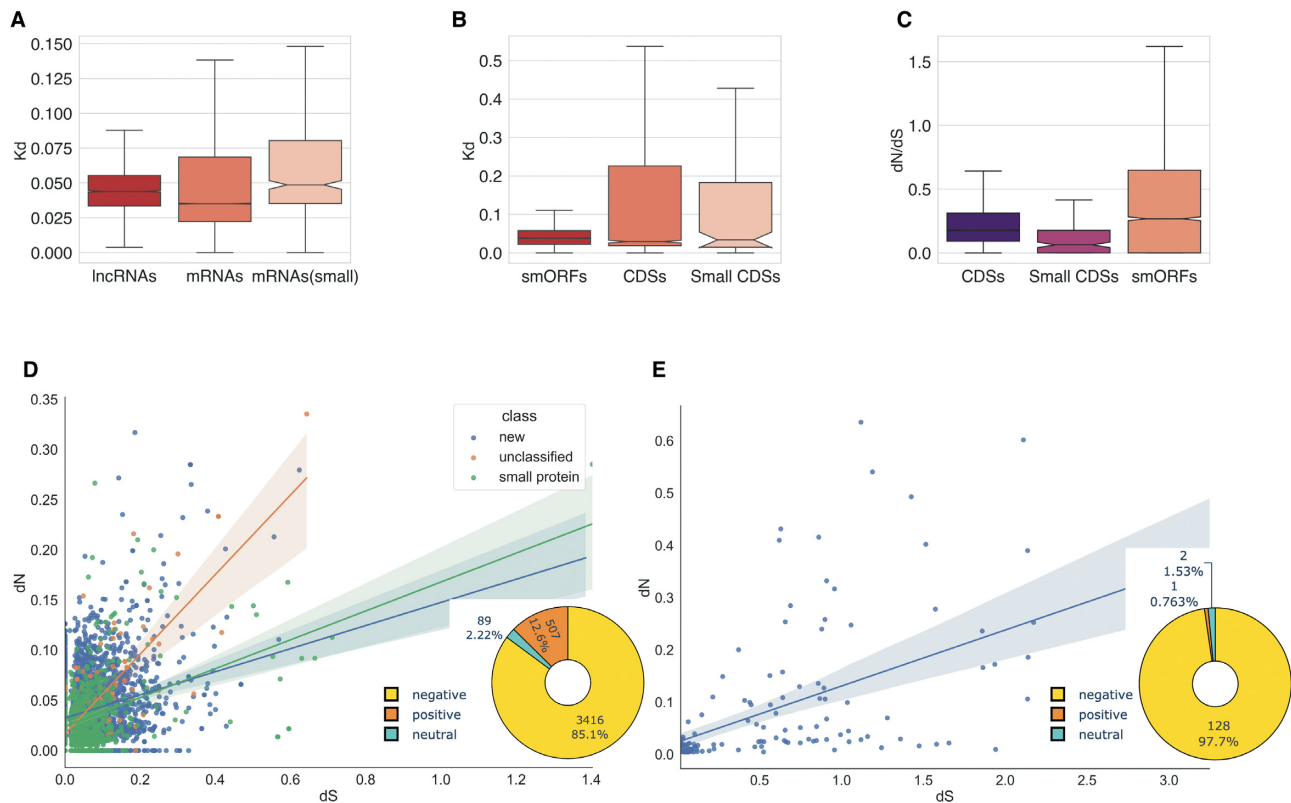 A
0.150
0.125
0.100
0.075
0.050
0.025
0.000
Kd
lncRNAs
mRNAs
mRNAs(small)
B
0.5
0.4
0.3
0.2
0.1
0.0
Kd
smORFs
CDSs
Small CDSs
C
1.5
1.0
0.5
0.0
dN/dS
CDSs
Small CDSs
smORFs
D
0.35
0.30
0.25
0.20
0.15
0.10
0.05
0.00
dN
class
new
unclassified
small protein
89
2.22%
507
12.6%
3416
85.1%
negative
positive
neutral
0.0
0.2
0.4
0.6
0.8
1.0
1.2
1.4
dS
E
0.6
0.5
0.4
0.3
0.2
0.1
0.0
dN
2
1.53%
1
0.763%
128
97.7%
negative
positive
neutral
0.5
1.0
1.5
2.0
2.5
3.0
dS